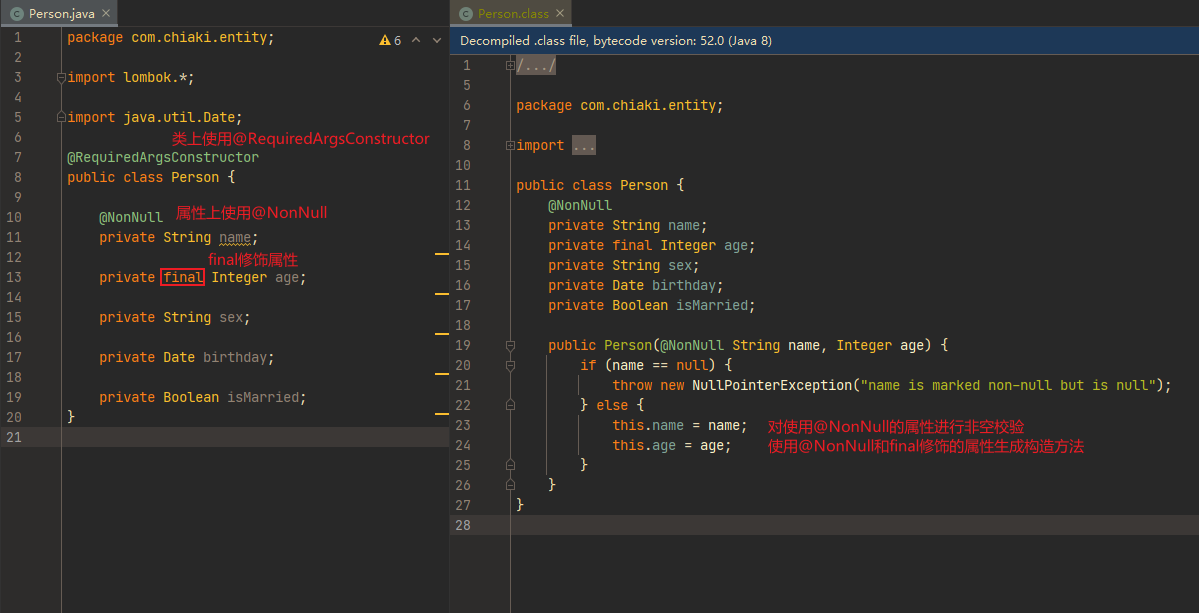 Person.java
1 package com.chiaki.entity;
6
2
3 import lombok.*;
4
5 import java.util.Date;
6 类上使用@RequiredArgsConstructor
7 @RequiredArgsConstructor
8 public class Person {
9
10 @NonNull 属性上使用@NonNull
11 private String name;
12 final修饰属性
13 private final Integer age;
14
15 private String sex;
16
17 private Date birthday;
18
19 private Boolean isMarried;
20 }
21
Person.class
Decompiled .class file, bytecode version: 52.0 (Java 8)
1 /.../
5
6 package com.chiaki.entity;
7
8 import ...
10
11 public class Person {
12 @NonNull
13 private String name;
14 private final Integer age;
15 private String sex;
16 private Date birthday;
17 private Boolean isMarried;
18
19 public Person(@NonNull String name, Integer age) {
20 if (name == null) {
21 throw new NullPointerException("name is marked non-null but is null");
22 } else {
23 this.name = name; 对使用@NonNull的属性进行非空校验
24 this.age = age; 使用@NonNull和final修饰的属性生成构造方法
25 }
26 }
27 }
28